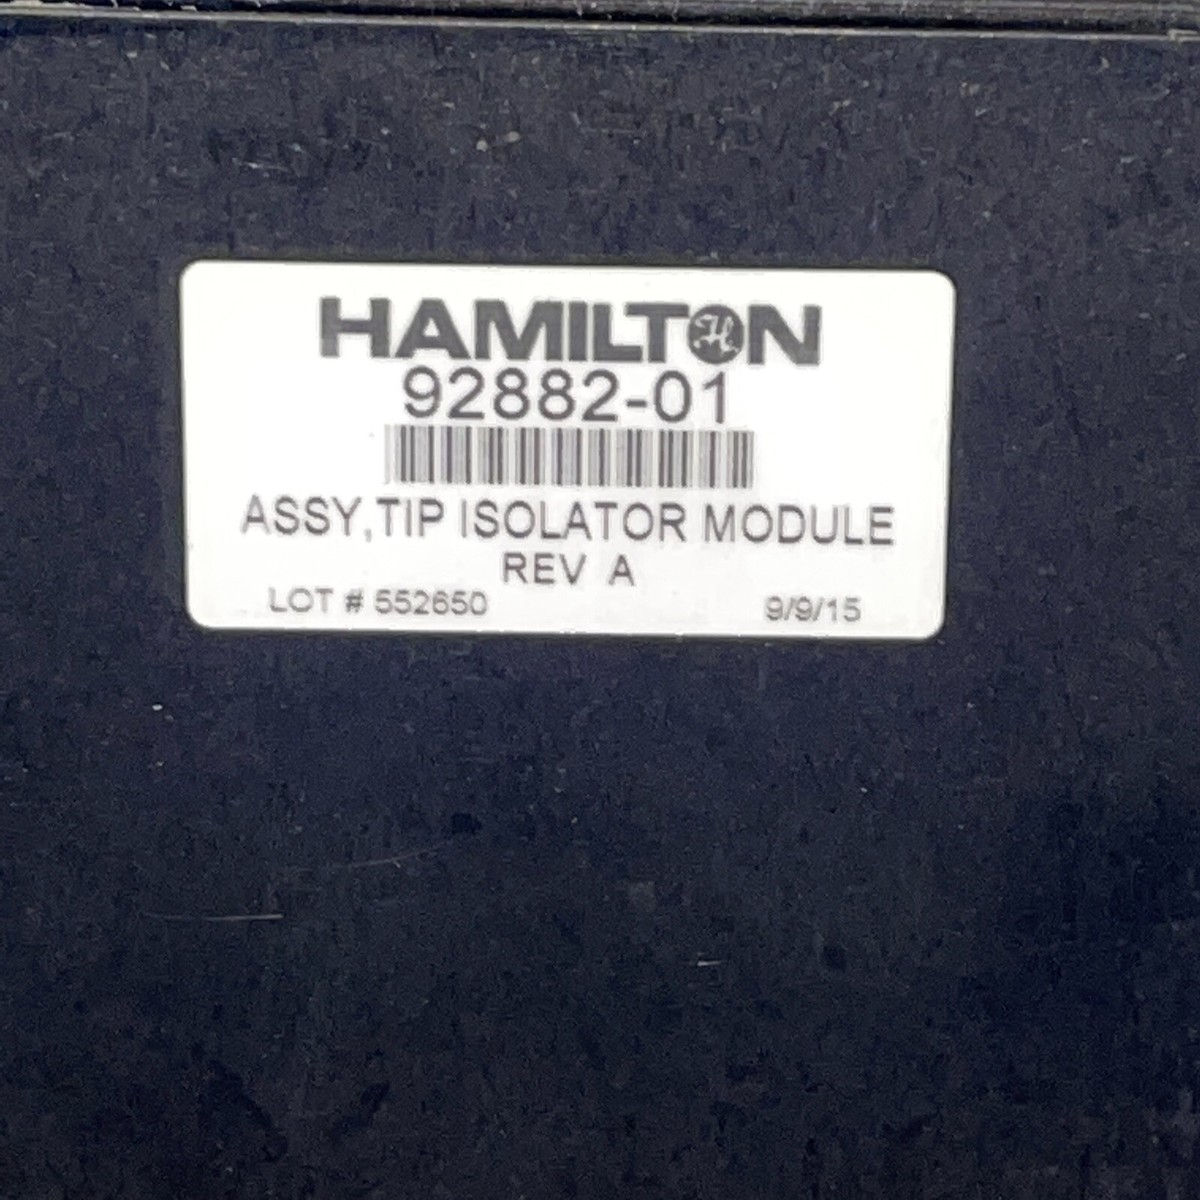 HAMILTON
92882-01
ASSY,TIP ISOLATOR MODULE
REV A
LOT # 552650 9/9/15